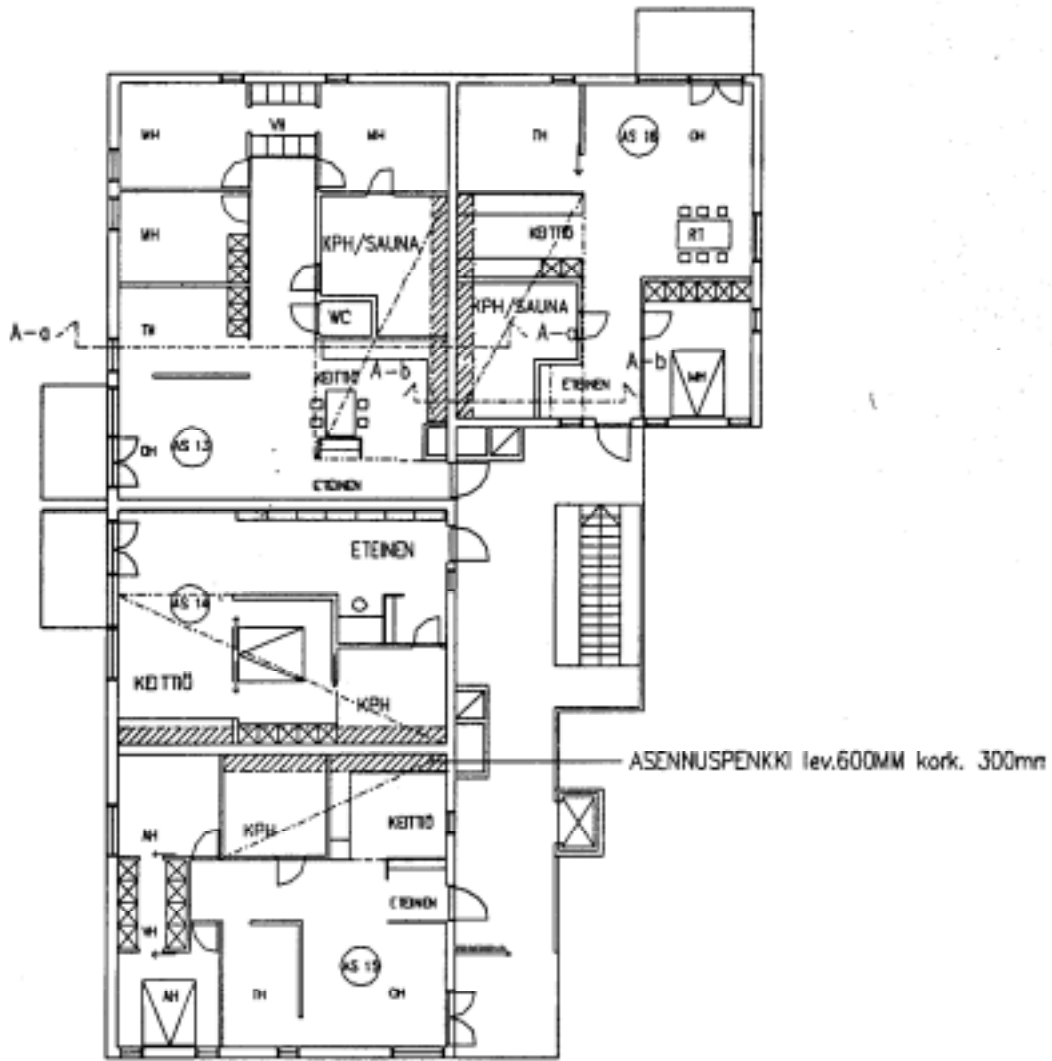 MH
VH
MH
TH
AS 16
OH
MH
KPH/SAUNA
KEITTIÖ
RT
TH
WC
KPH/SAUNA
A-a
A-a
A-b
A-b
KEITTIÖ
ETEINEN
MH
OH
AS 13
ETEINEN
ETEINEN
AS 14
KEITTIÖ
KPH
ASENNUSPENKKI lev.600MM kork. 300mm
AH
KPH
KEITTIÖ
ETEINEN
VH
AS 15
AH
TH
OH